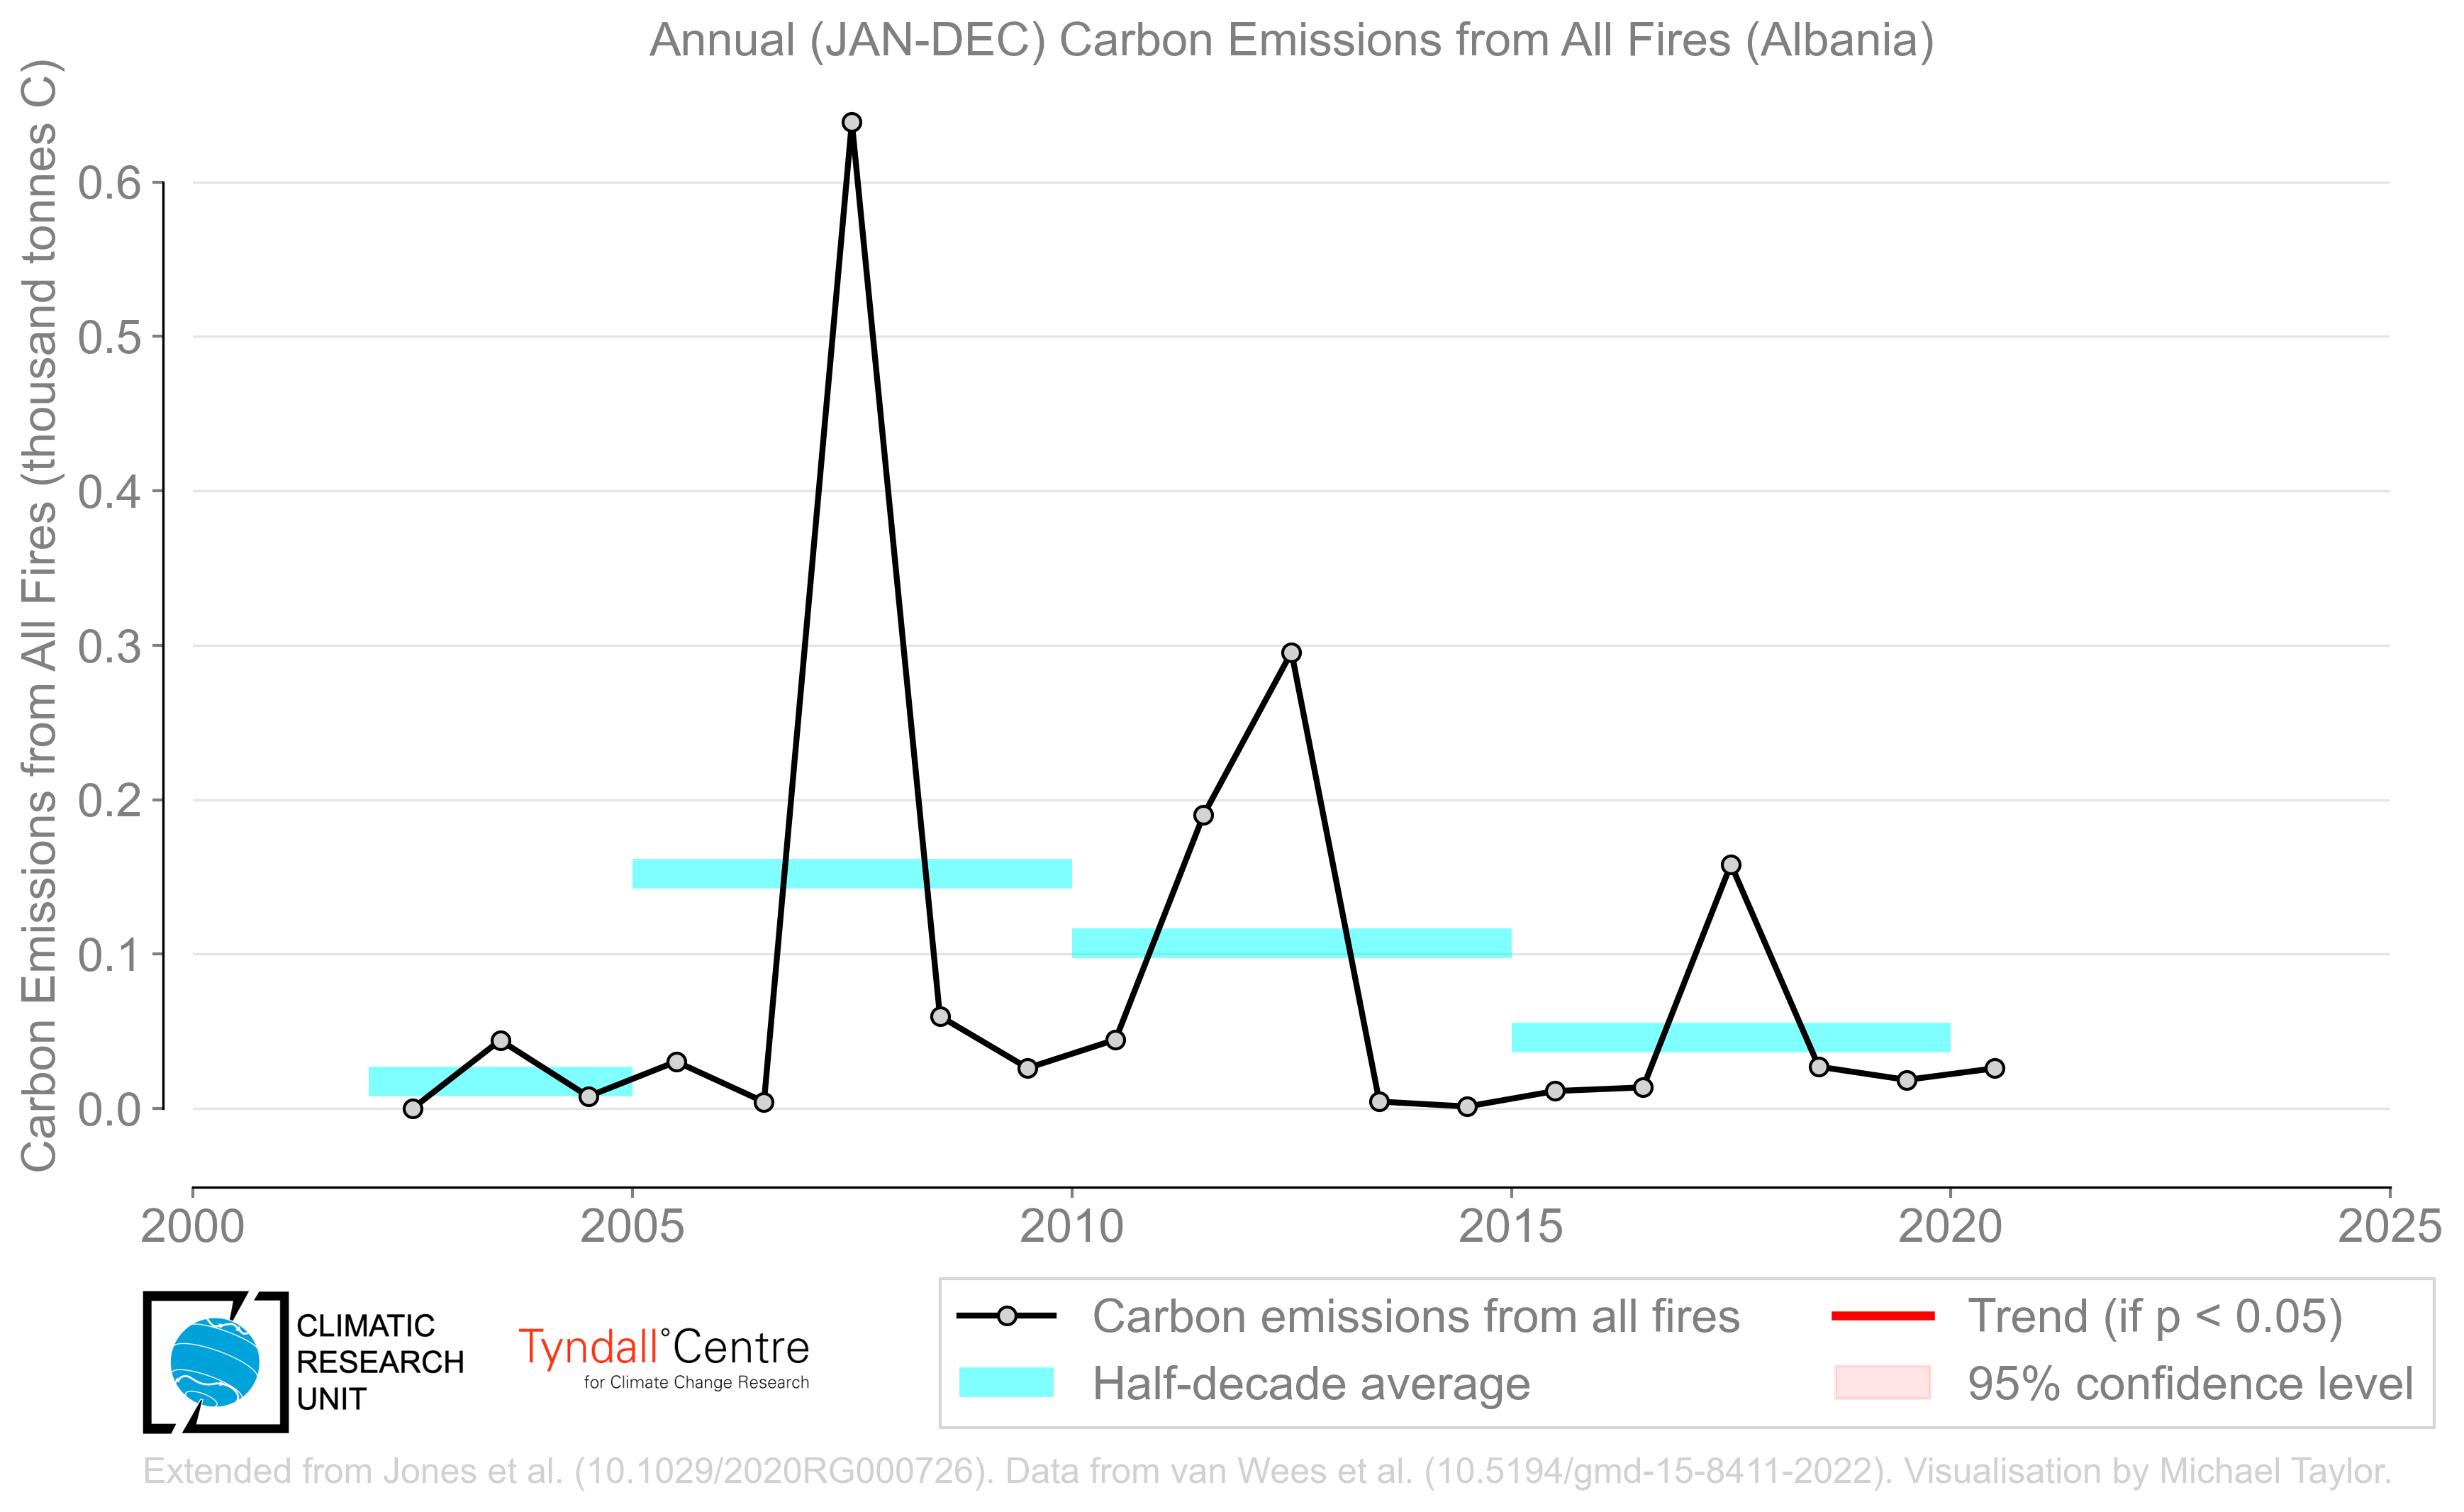 Annual (JAN-DEC) Carbon Emissions from All Fires (Albania)
Carbon Emissions from All Fires (thousand tonnes C)
0.6
0.5
0.4
0.3
0.2
0.1
0.0
2000 2005 2010 2015 2020 2025
CLIMATIC
RESEARCH
UNIT
Tyndall°Centre
for Climate Change Research
Carbon emissions from all fires
Half-decade average
Trend (if p < 0.05)
95% confidence level
Extended from Jones et al. (10.1029/2020RG000726). Data from van Wees et al. (10.5194/gmd-15-8411-2022). Visualisation by Michael Taylor.